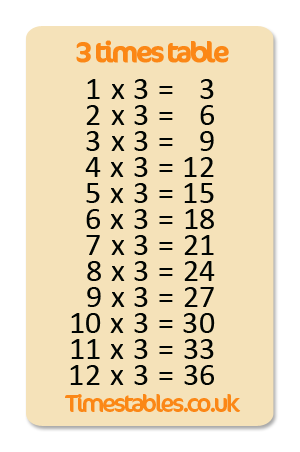 3 times table
1 x 3 = 3
2 x 3 = 6
3 x 3 = 9
4 x 3 = 12
5 x 3 = 15
6 x 3 = 18
7 x 3 = 21
8 x 3 = 24
9 x 3 = 27
10 x 3 = 30
11 x 3 = 33
12 x 3 = 36
Timestables.co.uk